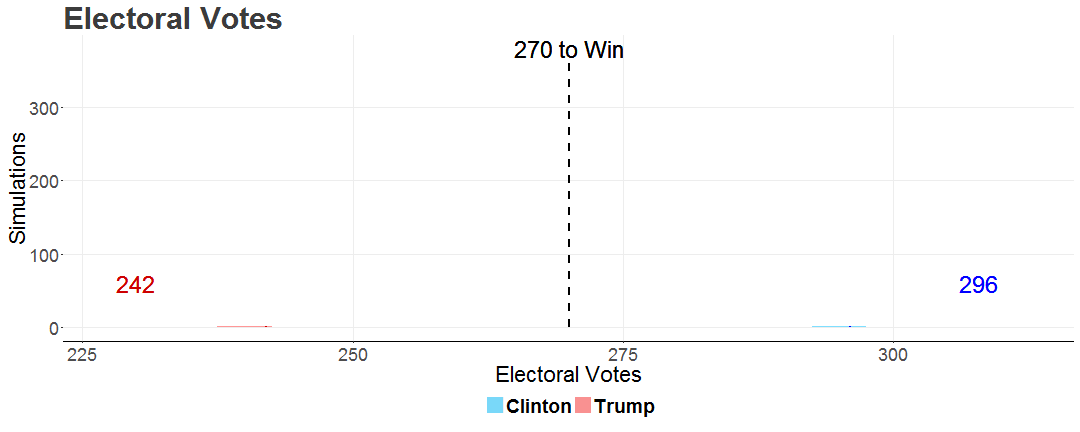 Electoral Votes
270 to Win
300
200
100
0
Simulations
242
296
225 250 275 300
Electoral Votes
Clinton Trump